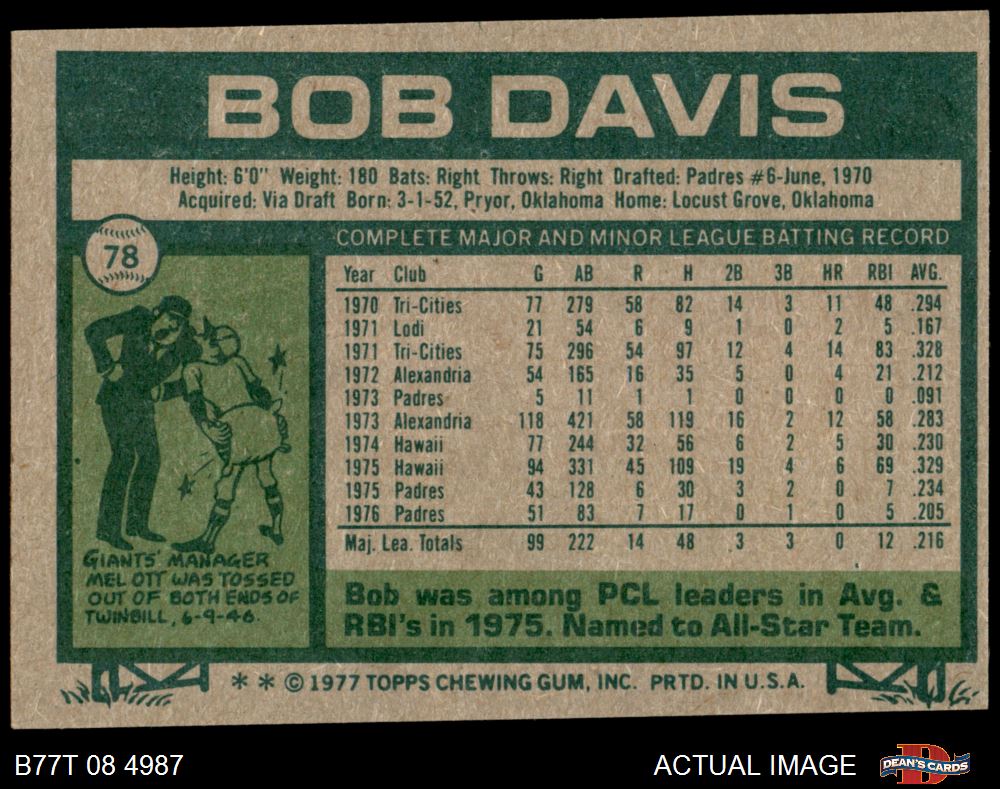 BOB DAVIS
Height: 6'0" Weight: 180 Bats: Right Throws: Right Drafted: Padres #6-June, 1970
Acquired: Via Draft Born: 3-1-52, Pryor, Oklahoma Home: Locust Grove, Oklahoma
78
COMPLETE MAJOR AND MINOR LEAGUE BATTING RECORD
Year Club G AB R H 2B 3B HR RBI AVG.
1970 Tri-Cities 77 279 58 82 14 3 11 48 .294
1971 Lodi 21 54 6 9 1 0 2 5 .167
1971 Tri-Cities 75 296 54 97 12 4 14 83 .328
1972 Alexandria 54 165 16 35 5 0 4 21 .212
1973 Padres 5 11 1 1 0 0 0 0 .091
1973 Alexandria 118 421 58 119 16 2 12 58 .283
1974 Hawaii 77 244 32 56 6 2 5 30 .230
1975 Hawaii 94 331 45 109 19 4 6 69 .329
1975 Padres 43 128 6 30 3 2 0 7 .234
1976 Padres 51 83 7 17 0 1 0 5 .205
Maj. Lea. Totals 99 222 14 48 3 3 0 12 .216
GIANTS' MANAGER
MEL OTT WAS TOSSED
OUT OF BOTH ENDS OF
TWINBILL, 6-9-46.
Bob was among PCL leaders in Avg. &
RBI's in 1975. Named to All-Star Team.
* * © 1977 TOPPS CHEWING GUM, INC. PRTD. IN U.S.A.
B77T 08 4987
ACTUAL IMAGE
DEAN'S CARDS